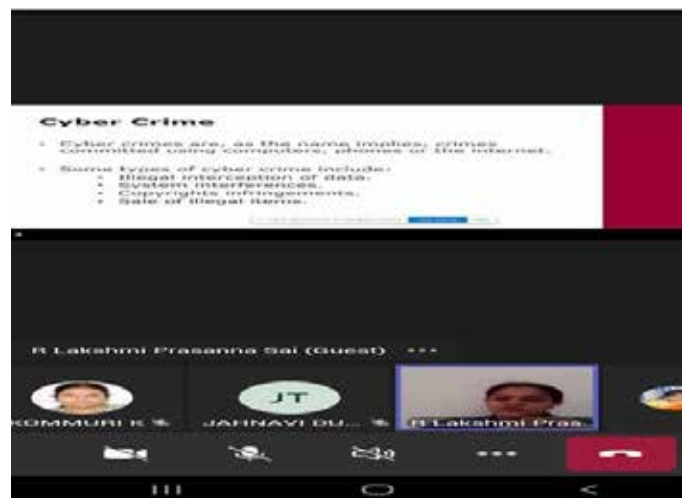 Cyber Crime
• Cyber crimes are, as the name implies, crimes
committed using computers, phones or the internet.
• Some types of cyber crime include:
• Illegal interception of data.
• System interferences.
• Copyrights infringements.
• Sale of illegal items.
R Lakshmi Prasanna Sai (Guest) •••
JT
KOMMURI K
JAHNAVI DU...
R Lakshmi Pras..